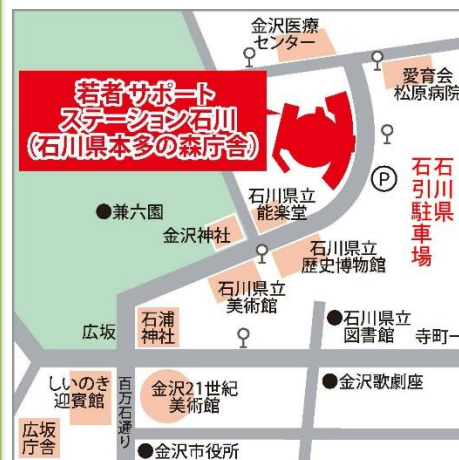 金沢医療
センター
愛育会
松原病院
若者サポート
ステーション石川
(石川県本多の森庁舎)
P
石川県
石引駐車場
石川県立
能楽堂
●兼六園
金沢神社
石川県立
歴史博物館
石川県立
美術館
広坂
石浦
神社
●石川県立
図書館
寺町一
しいのき
迎賓館
百万石通り
金沢21世紀
美術館
●金沢歌劇座
広坂
庁舎
●金沢市役所